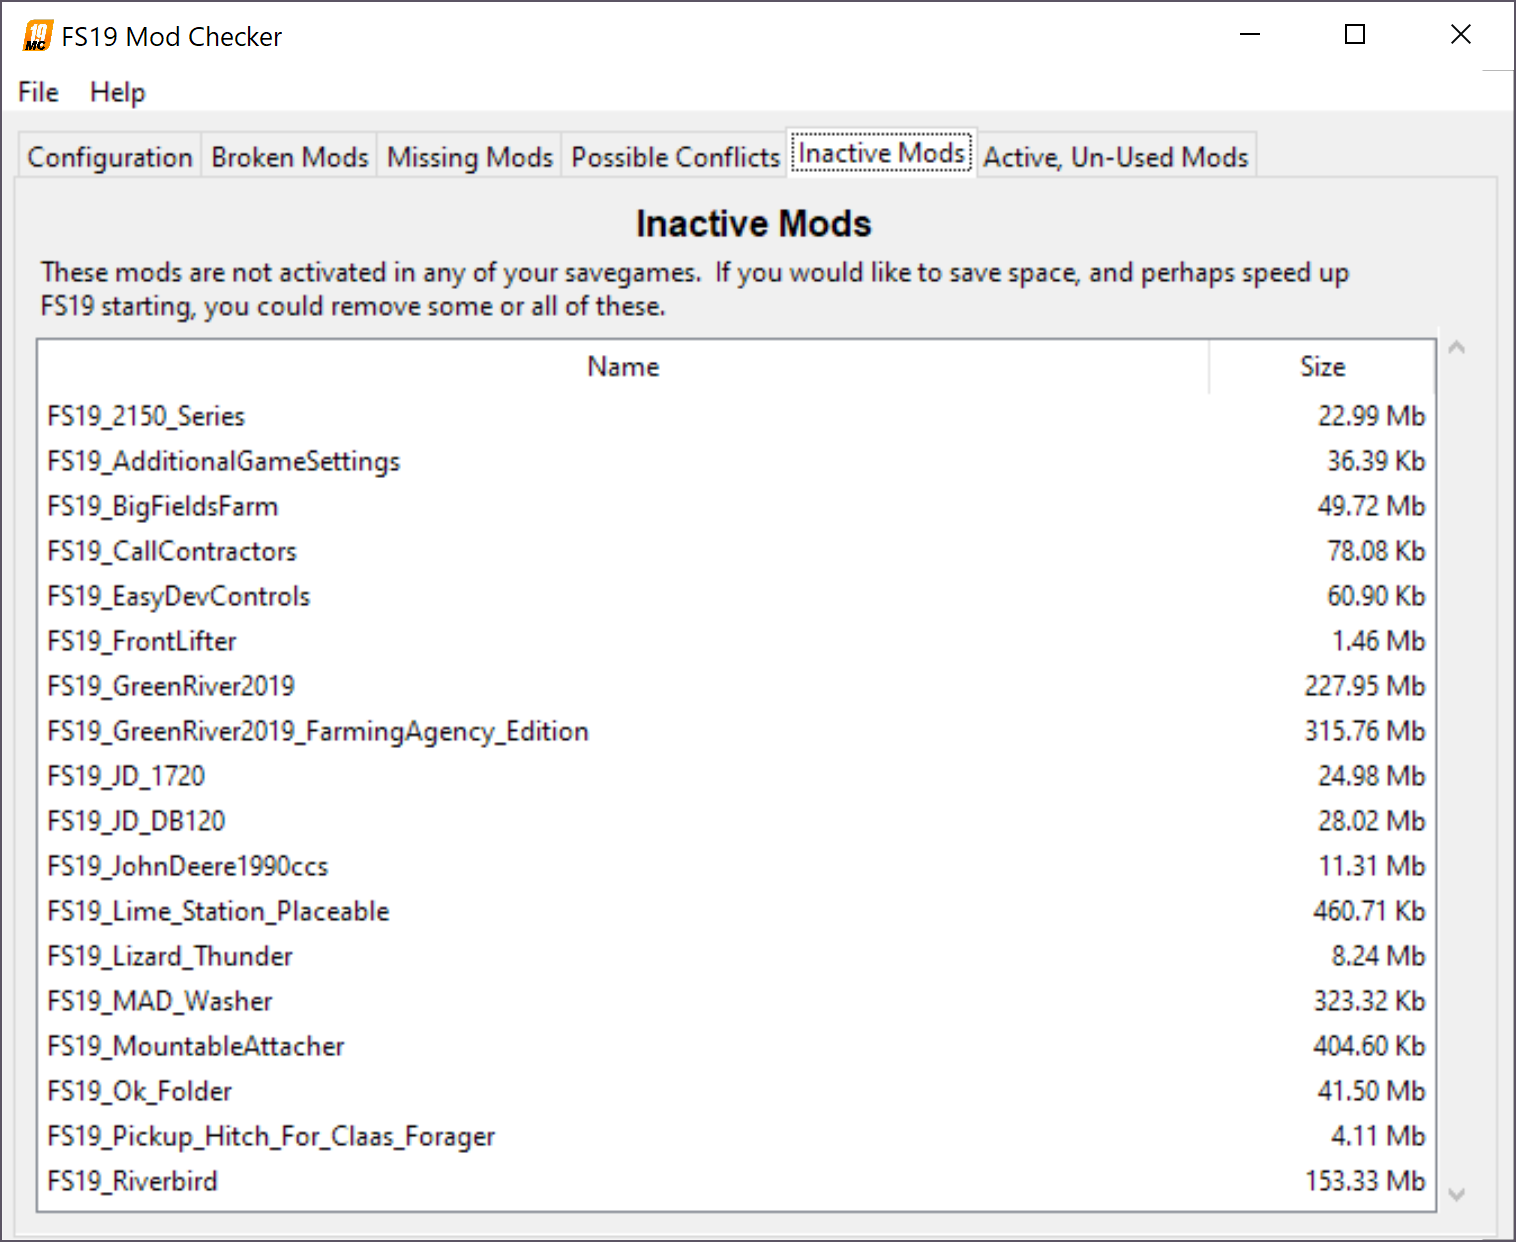 19 MC FS19 Mod Checker
File Help
Configuration Broken Mods Missing Mods Possible Conflicts Inactive Mods Active, Un-Used Mods
Inactive Mods
These mods are not activated in any of your savegames. If you would like to save space, and perhaps speed up
FS19 starting, you could remove some or all of these.
Name Size
FS19_2150_Series 22.99 Mb
FS19_AdditionalGameSettings 36.39 Kb
FS19_BigFieldsFarm 49.72 Mb
FS19_CallContractors 78.08 Kb
FS19_EasyDevControls 60.90 Kb
FS19_FrontLifter 1.46 Mb
FS19_GreenRiver2019 227.95 Mb
FS19_GreenRiver2019_FarmingAgency_Edition 315.76 Mb
FS19_JD_1720 24.98 Mb
FS19_JD_DB120 28.02 Mb
FS19_JohnDeere1990ccs 11.31 Mb
FS19_Lime_Station_Placeable 460.71 Kb
FS19_Lizard_Thunder 8.24 Mb
FS19_MAD_Washer 323.32 Kb
FS19_MountableAttacher 404.60 Kb
FS19_Ok_Folder 41.50 Mb
FS19_Pickup_Hitch_For_Claas_Forager 4.11 Mb
FS19_Riverbird 153.33 Mb